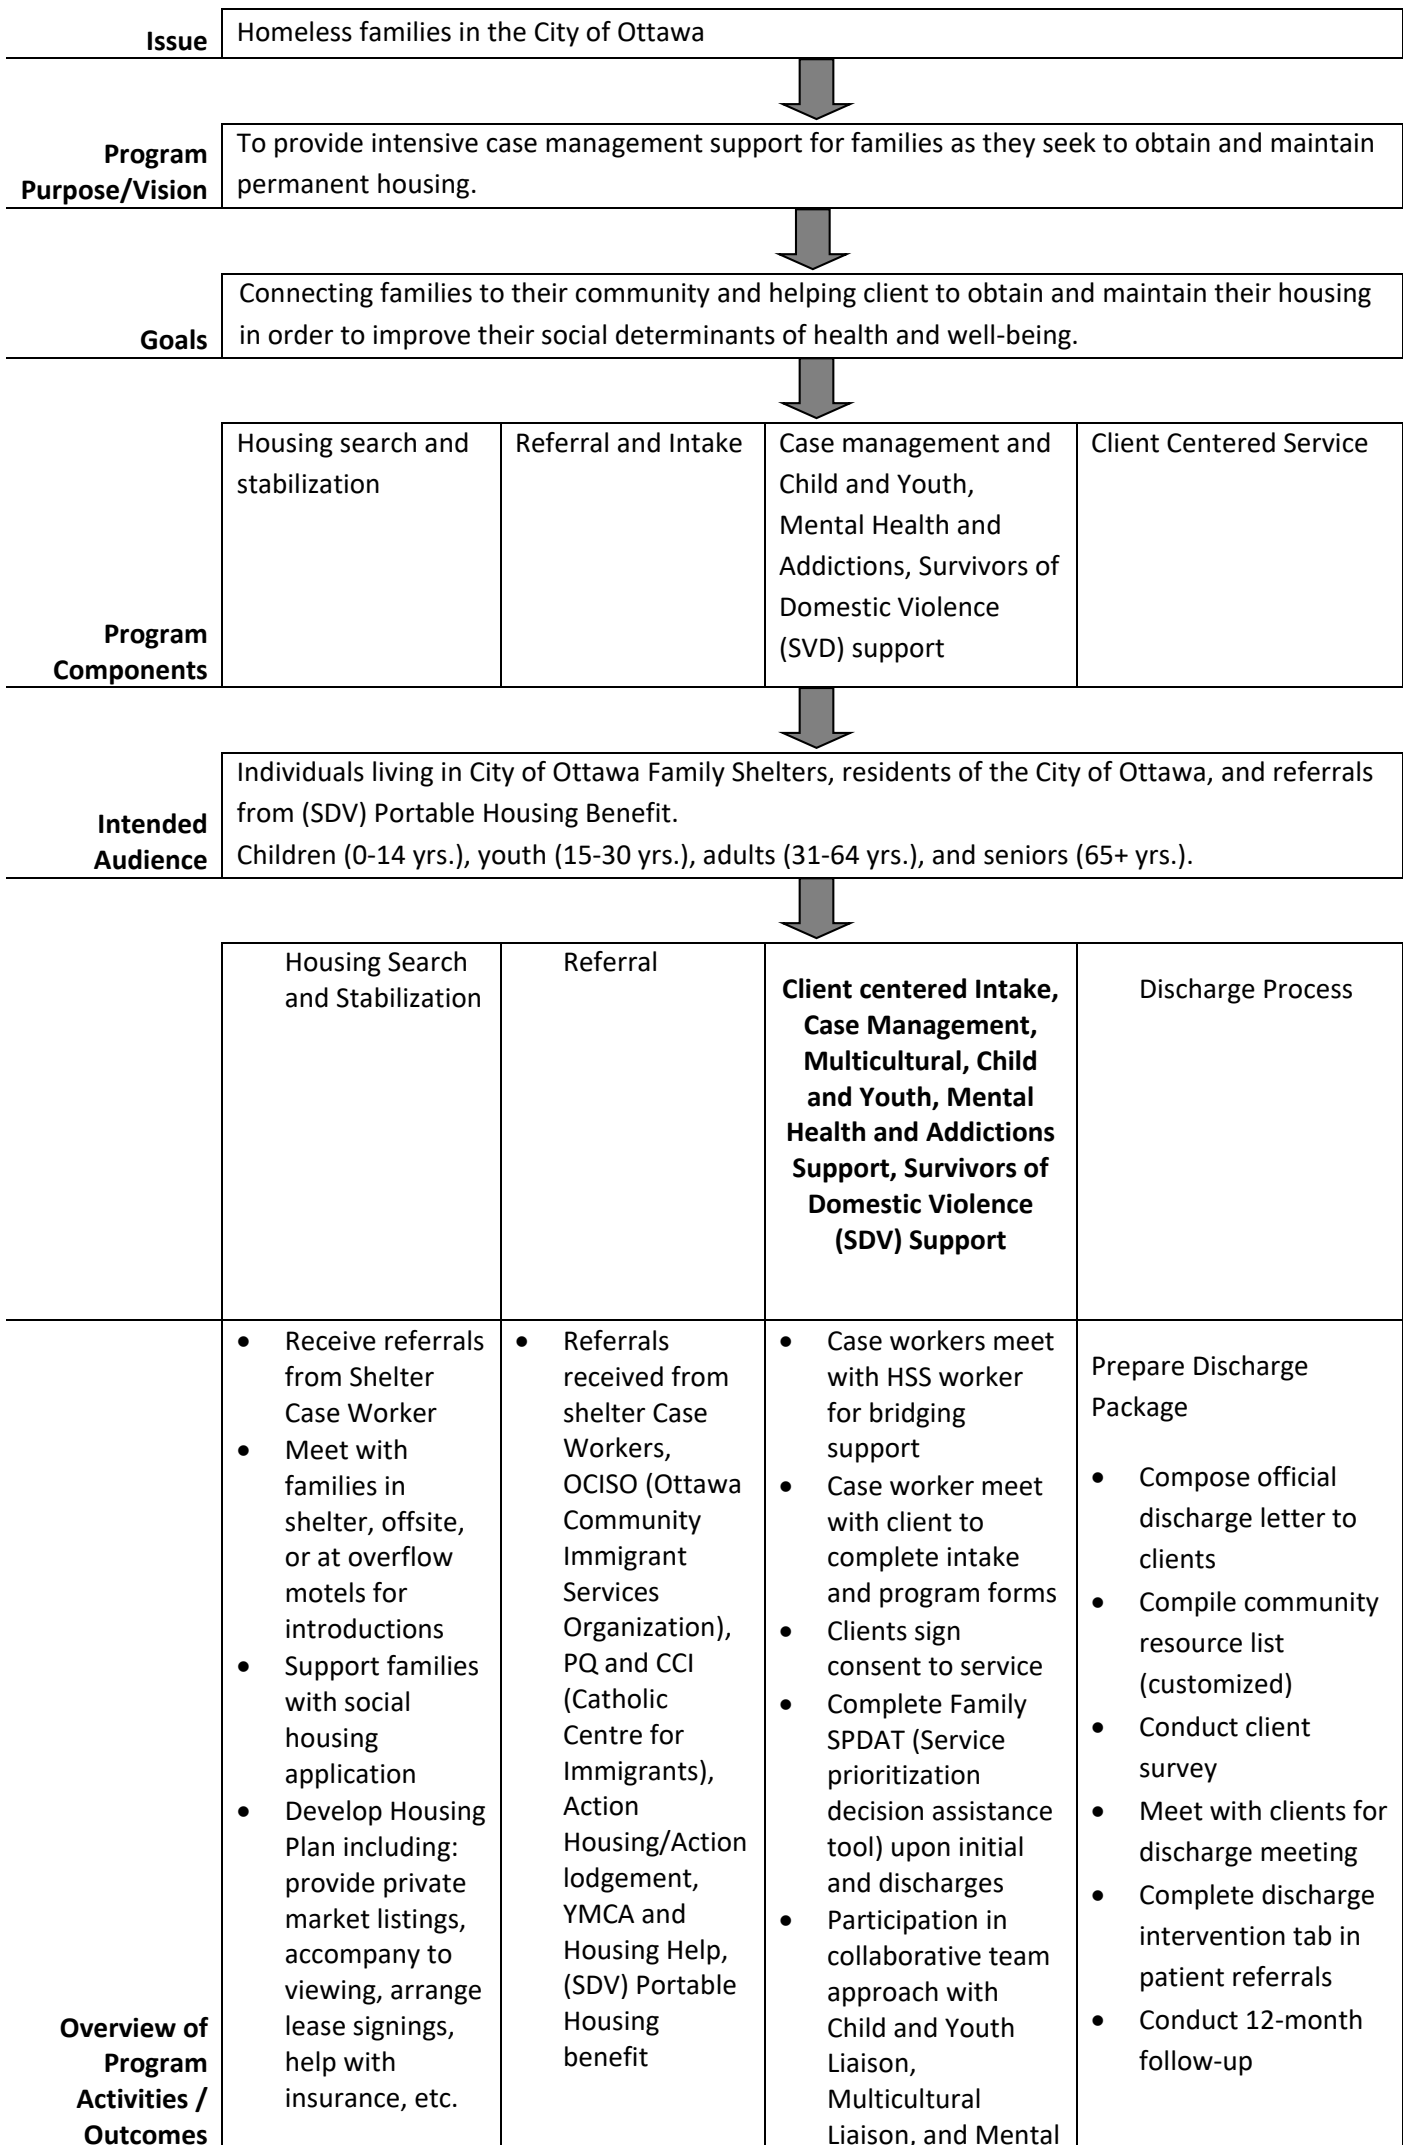 Issue
Homeless families in the City of Ottawa
Program
Purpose/Vision
To provide intensive case management support for families as they seek to obtain and maintain
permanent housing.
Goals
Connecting families to their community and helping client to obtain and maintain their housing
in order to improve their social determinants of health and well-being.
Program
Components
Housing search and
stabilization
Referral and Intake
Case management and
Child and Youth,
Mental Health and
Addictions, Survivors of
Domestic Violence
(SVD) support
Client Centered Service
Intended
Audience
Individuals living in City of Ottawa Family Shelters, residents of the City of Ottawa, and referrals
from (SDV) Portable Housing Benefit.
Children (0-14 yrs.), youth (15-30 yrs.), adults (31-64 yrs.), and seniors (65+ yrs.).
Housing Search
and Stabilization
Referral
Client centered Intake,
Case Management,
Multicultural, Child
and Youth, Mental
Health and Addictions
Support, Survivors of
Domestic Violence
(SDV) Support
Discharge Process
Overview of
Program
Activities /
Outcomes
• Receive referrals
from Shelter
Case Worker
• Meet with
families in
shelter, offsite,
or at overflow
motels for
introductions
• Support families
with social
housing
application
• Develop Housing
Plan including:
provide private
market listings,
accompany to
viewing, arrange
lease signings,
help with
insurance, etc.
• Referrals
received from
shelter Case
Workers,
OCISO (Ottawa
Community
Immigrant
Services
Organization),
PQ and CCI
(Catholic
Centre for
Immigrants),
Action
Housing/Action
lodgement,
YMCA and
Housing Help,
(SDV) Portable
Housing
benefit
• Case workers meet
with HSS worker
for bridging
support
• Case worker meet
with client to
complete intake
and program forms
• Clients sign
consent to service
• Complete Family
SPDAT (Service
prioritization
decision assistance
tool) upon initial
and discharges
• Participation in
collaborative team
approach with
Child and Youth
Liaison,
Multicultural
Liaison, and Mental
Prepare Discharge
Package
• Compose official
discharge letter to
clients
• Compile community
resource list
(customized)
• Conduct client
survey
• Meet with clients for
discharge meeting
• Complete discharge
intervention tab in
patient referrals
• Conduct 12-month
follow-up